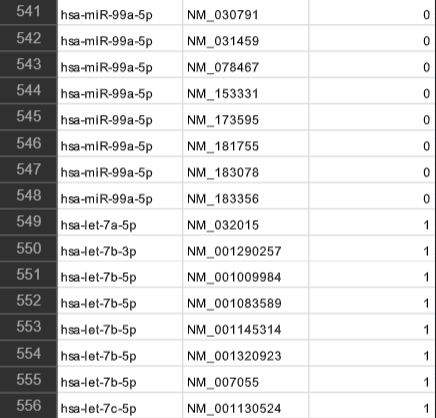 541 hsa-miR-99a-5p NM_030791 0
542 hsa-miR-99a-5p NM_031459 0
543 hsa-miR-99a-5p NM_078467 0
544 hsa-miR-99a-5p NM_153331 0
545 hsa-miR-99a-5p NM_173595 0
546 hsa-miR-99a-5p NM_181755 0
547 hsa-miR-99a-5p NM_183078 0
548 hsa-miR-99a-5p NM_183356 0
549 hsa-let-7a-5p NM_032015 1
550 hsa-let-7b-3p NM_001290257 1
551 hsa-let-7b-5p NM_001009984 1
552 hsa-let-7b-5p NM_001083589 1
553 hsa-let-7b-5p NM_001145314 1
554 hsa-let-7b-5p NM_001320923 1
555 hsa-let-7b-5p NM_007055 1
556 hsa-let-7c-5p NM_001130524 1